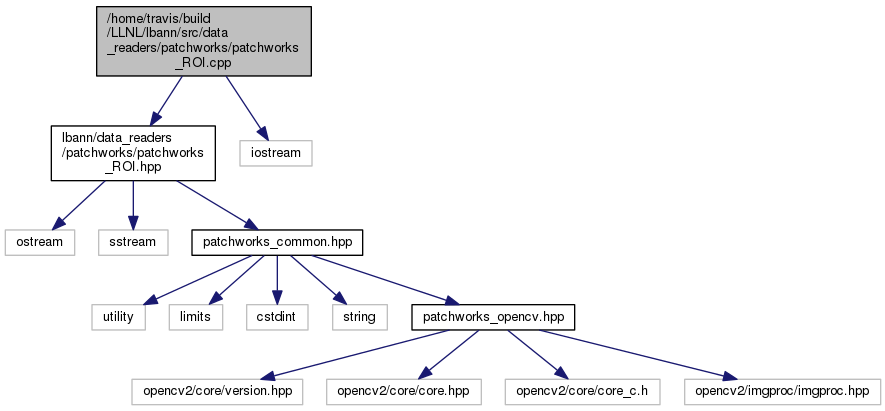 /home/travis/build
/LLNL/lbann/src/data
_readers/patchworks/patchworks
_ROI.cpp
lbann/data_readers
/patchworks/patchworks
_ROI.hpp
iostream
ostream
sstream
patchworks_common.hpp
utility
limits
cstdint
string
patchworks_opencv.hpp
opencv2/core/version.hpp
opencv2/core/core.hpp
opencv2/core/core_c.h
opencv2/imgproc/imgproc.hpp